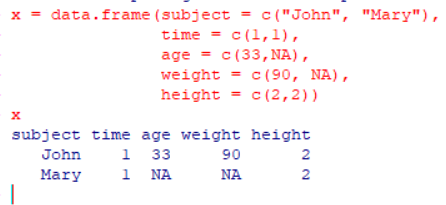 x = data.frame(subject = c("John", "Mary"),
time = c(1,1),
age = c(33,NA),
weight = c(90, NA),
height = c(2,2))
x
subject time age weight height
John 1 33 90 2
Mary 1 NA NA 2